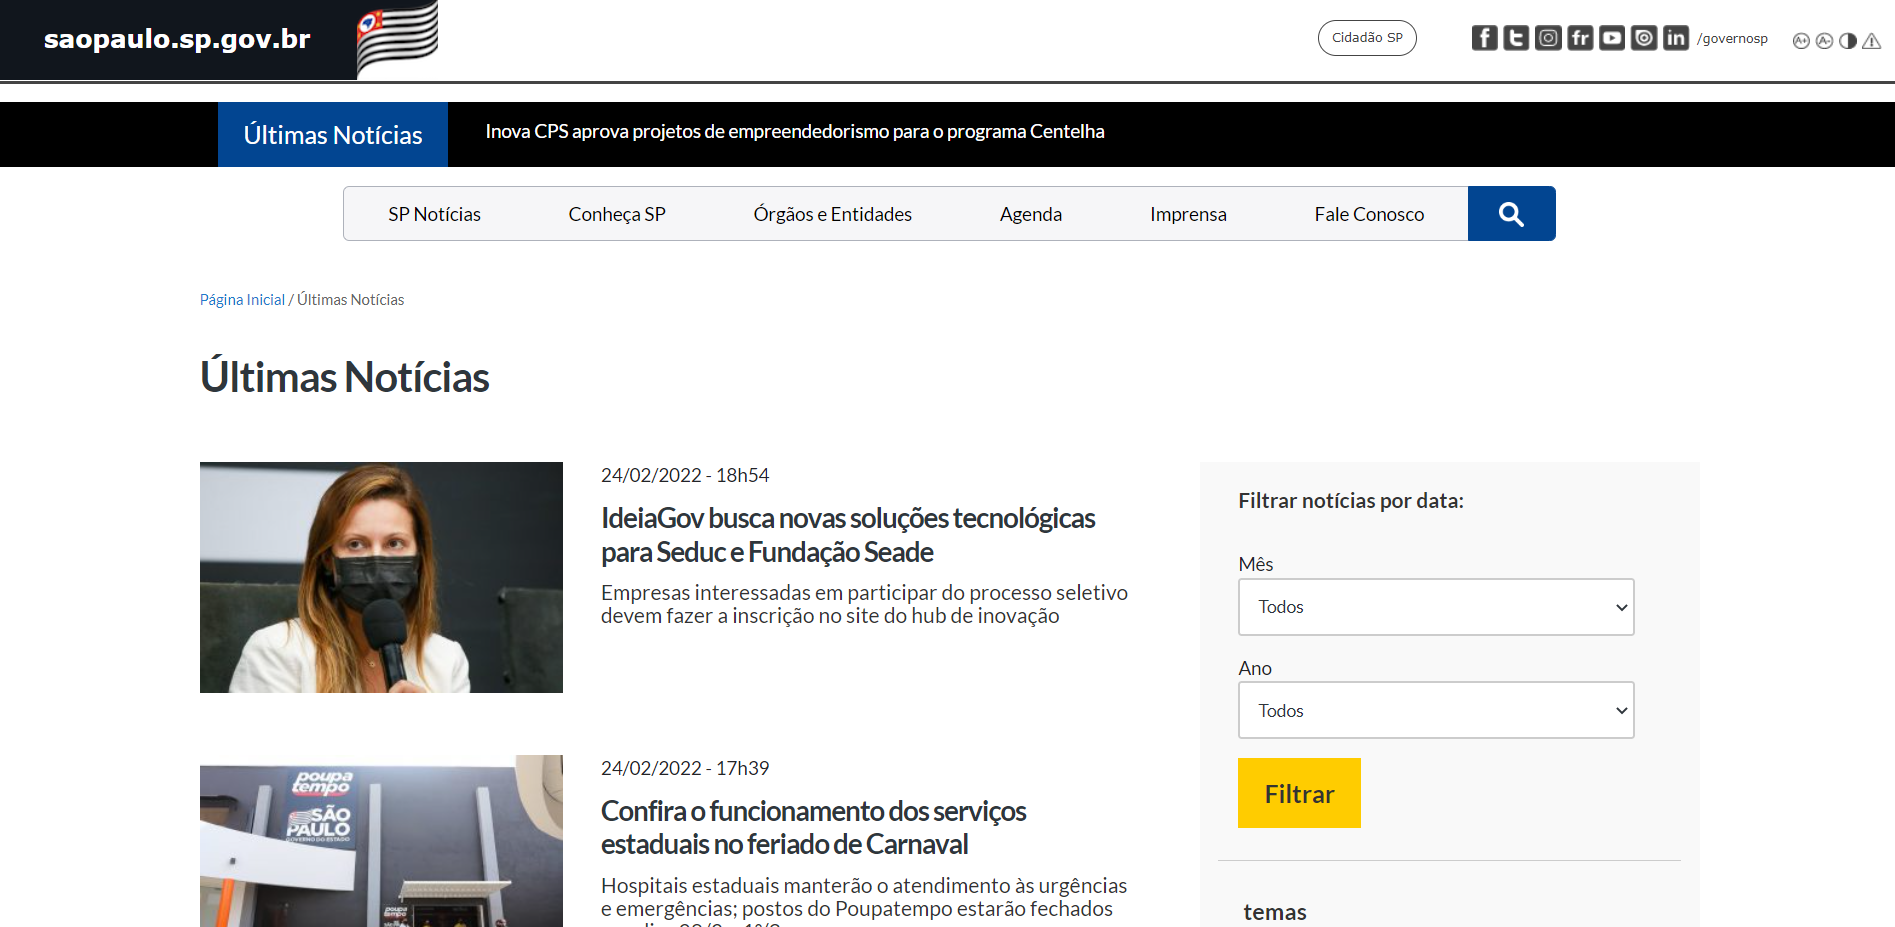 saopaulo.sp.gov.br
Cidadão SP
/governosp
Últimas Notícias
Inova CPS aprova projetos de empreendedorismo para o programa Centelha
SP Notícias
Conheça SP
Órgãos e Entidades
Agenda
Imprensa
Fale Conosco
Página Inicial / Últimas Notícias
Últimas Notícias
24/02/2022 - 18h54
IdeiaGov busca novas soluções tecnológicas
para Seduc e Fundação Seade
Empresas interessadas em participar do processo seletivo
devem fazer a inscrição no site do hub de inovação
poupa
tempo
SÃO
PAULO
GOVERNO DO ESTADO
poupa
tempo
24/02/2022 - 17h39
Confira o funcionamento dos serviços
estaduais no feriado de Carnaval
Hospitais estaduais manterão o atendimento às urgências
e emergências; postos do Poupatempo estarão fechados
Filtrar notícias por data:
Mês
Todos
Ano
Todos
Filtrar
temas